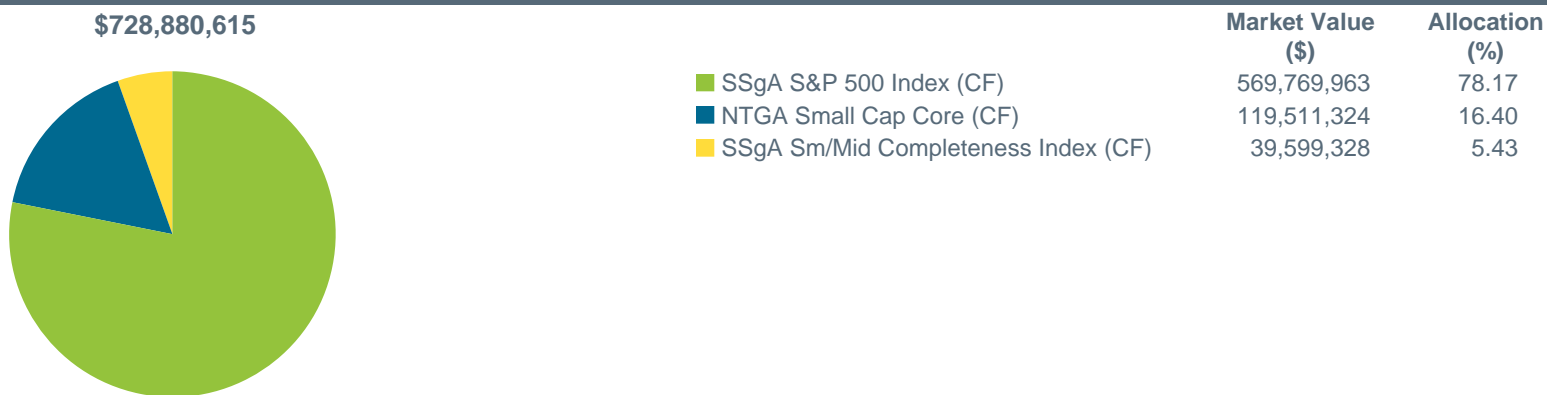 $728,880,615
Market Value Allocation
($) (%)
SSgA S&P 500 Index (CF) 569,769,963 78.17
NTGA Small Cap Core (CF) 119,511,324 16.40
SSgA Sm/Mid Completeness Index (CF) 39,599,328 5.43